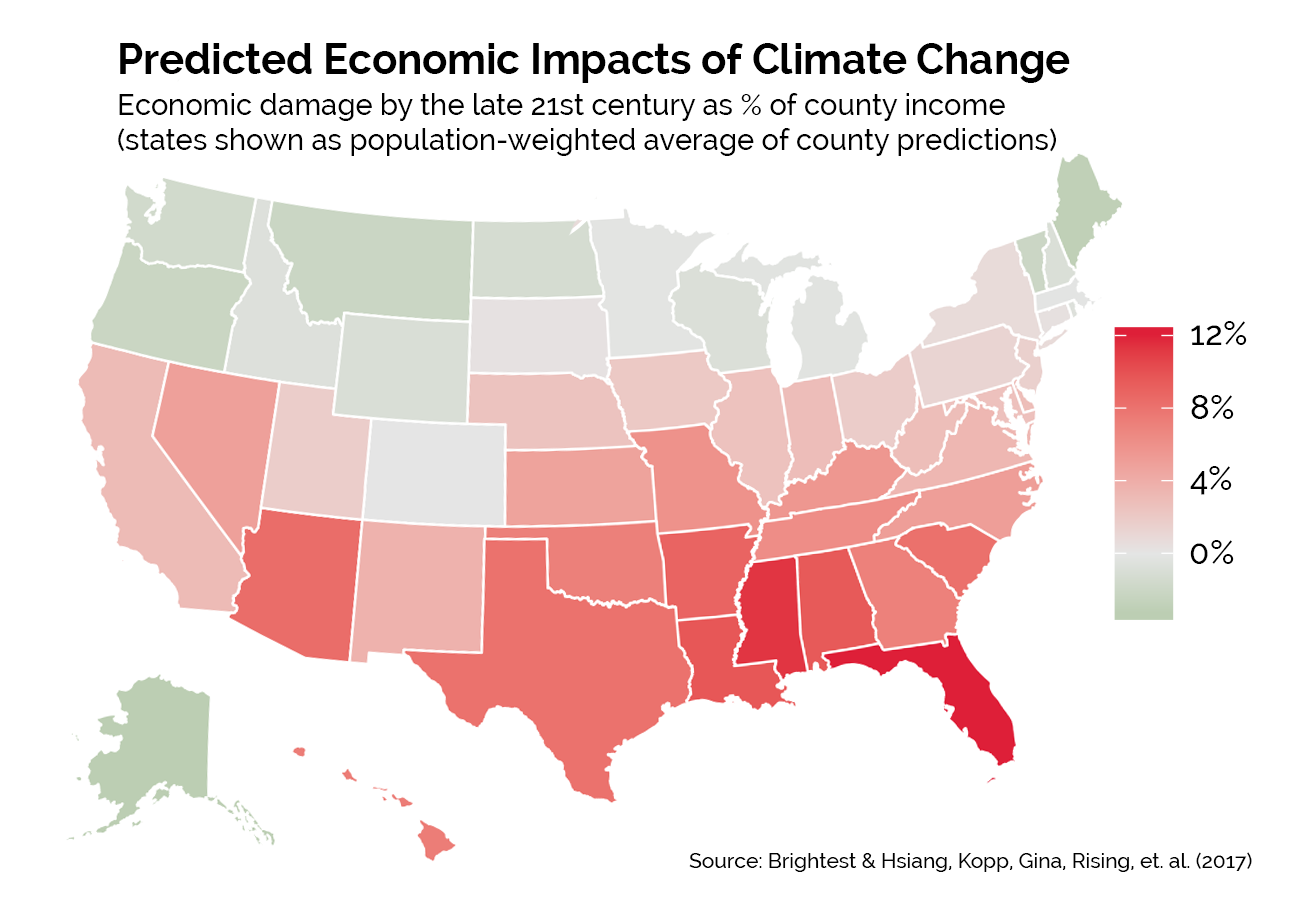 Predicted Economic Impacts of Climate Change
Economic damage by the late 21st century as % of county income
(states shown as population-weighted average of county predictions)
12%
8%
4%
0%
Source: Brightest & Hsiang, Kopp, Gina, Rising, et. al. (2017)